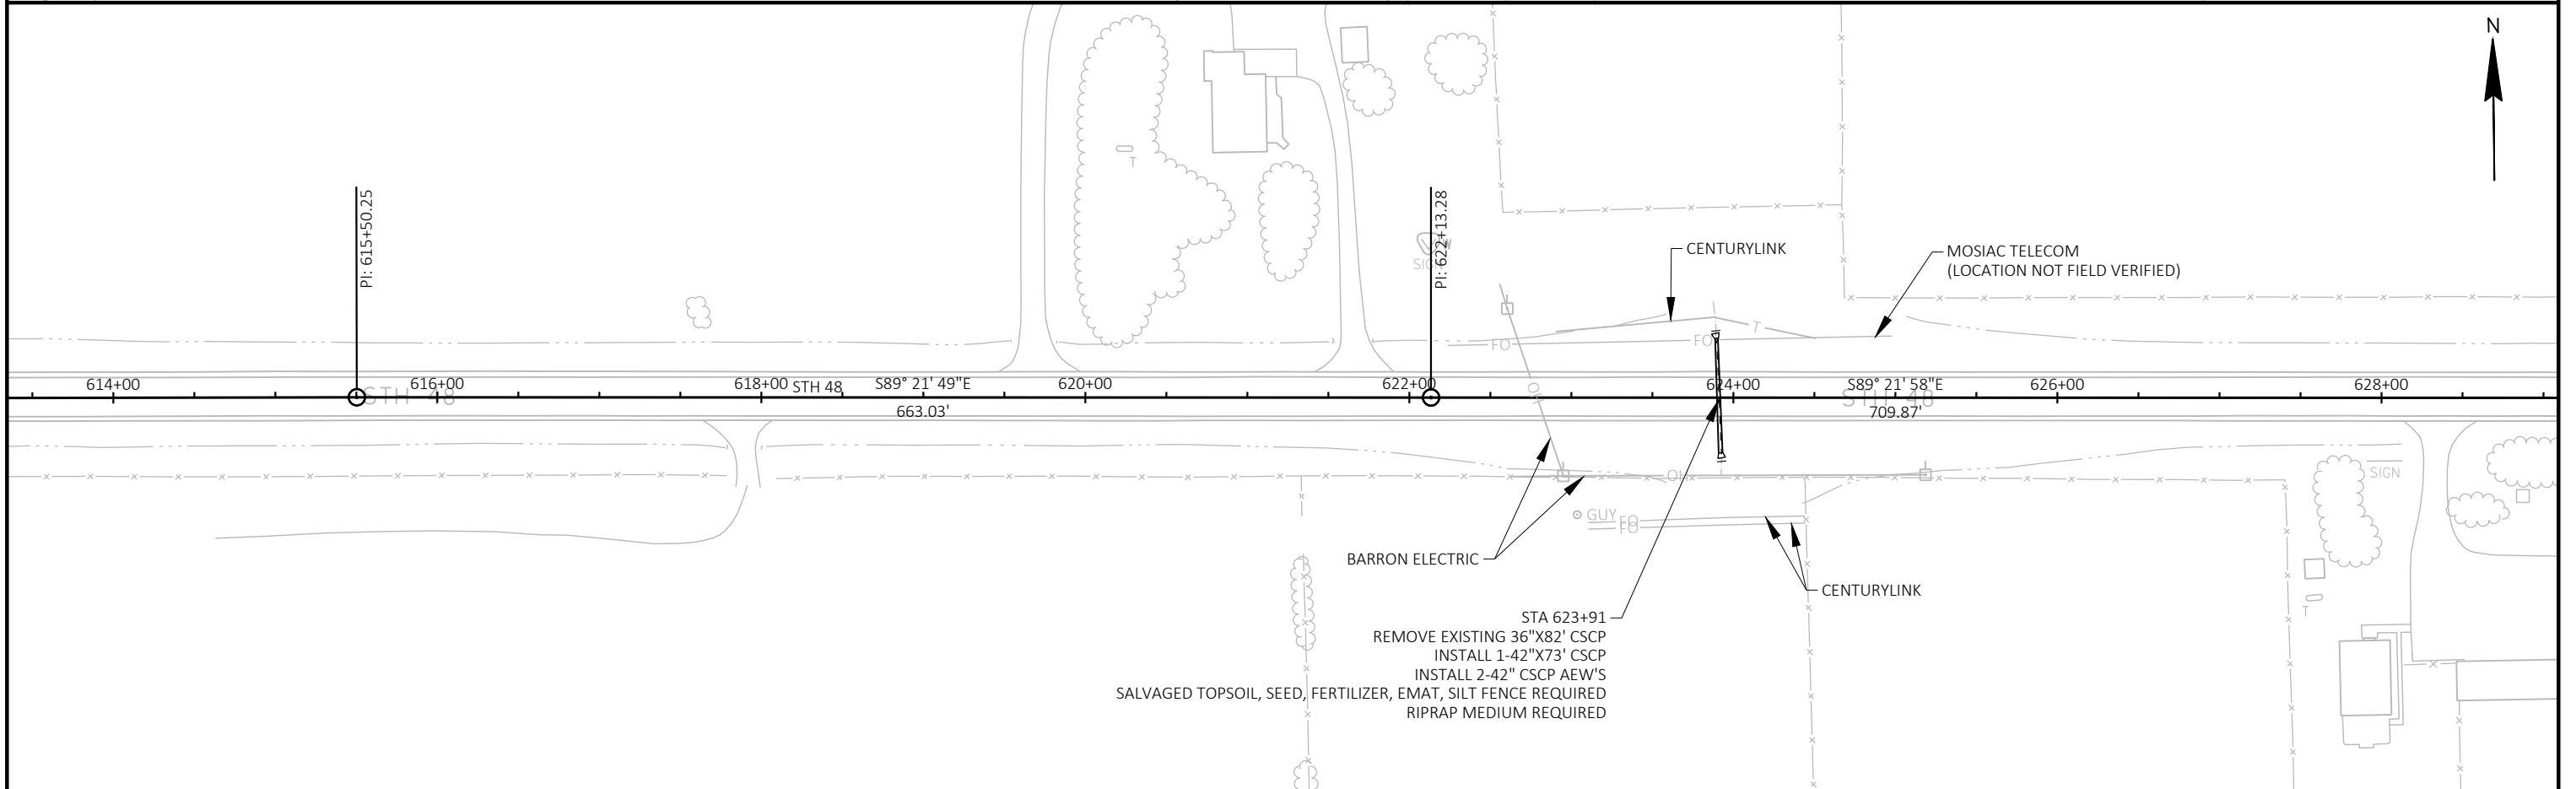 N
PI: 615+50.25
PI: 622+13.28
T
SIGN
CENTURYLINK
MOSIAC TELECOM
(LOCATION NOT FIELD VERIFIED)
T
FO
FO
614+00
616+00
618+00
STH 48
S89° 21' 49"E
620+00
622+00
624+00
S89° 21' 58"E
626+00
628+00
STH 48
663.03'
OH
STH 48
709.87'
OH
SIGN
GUY
FO
FO
BARRON ELECTRIC
CENTURYLINK
T
STA 623+91
REMOVE EXISTING 36"X82' CSCP
INSTALL 1-42"X73' CSCP
INSTALL 2-42" CSCP AEW'S
SALVAGED TOPSOIL, SEED, FERTILIZER, EMAT, SILT FENCE REQUIRED
RIPRAP MEDIUM REQUIRED